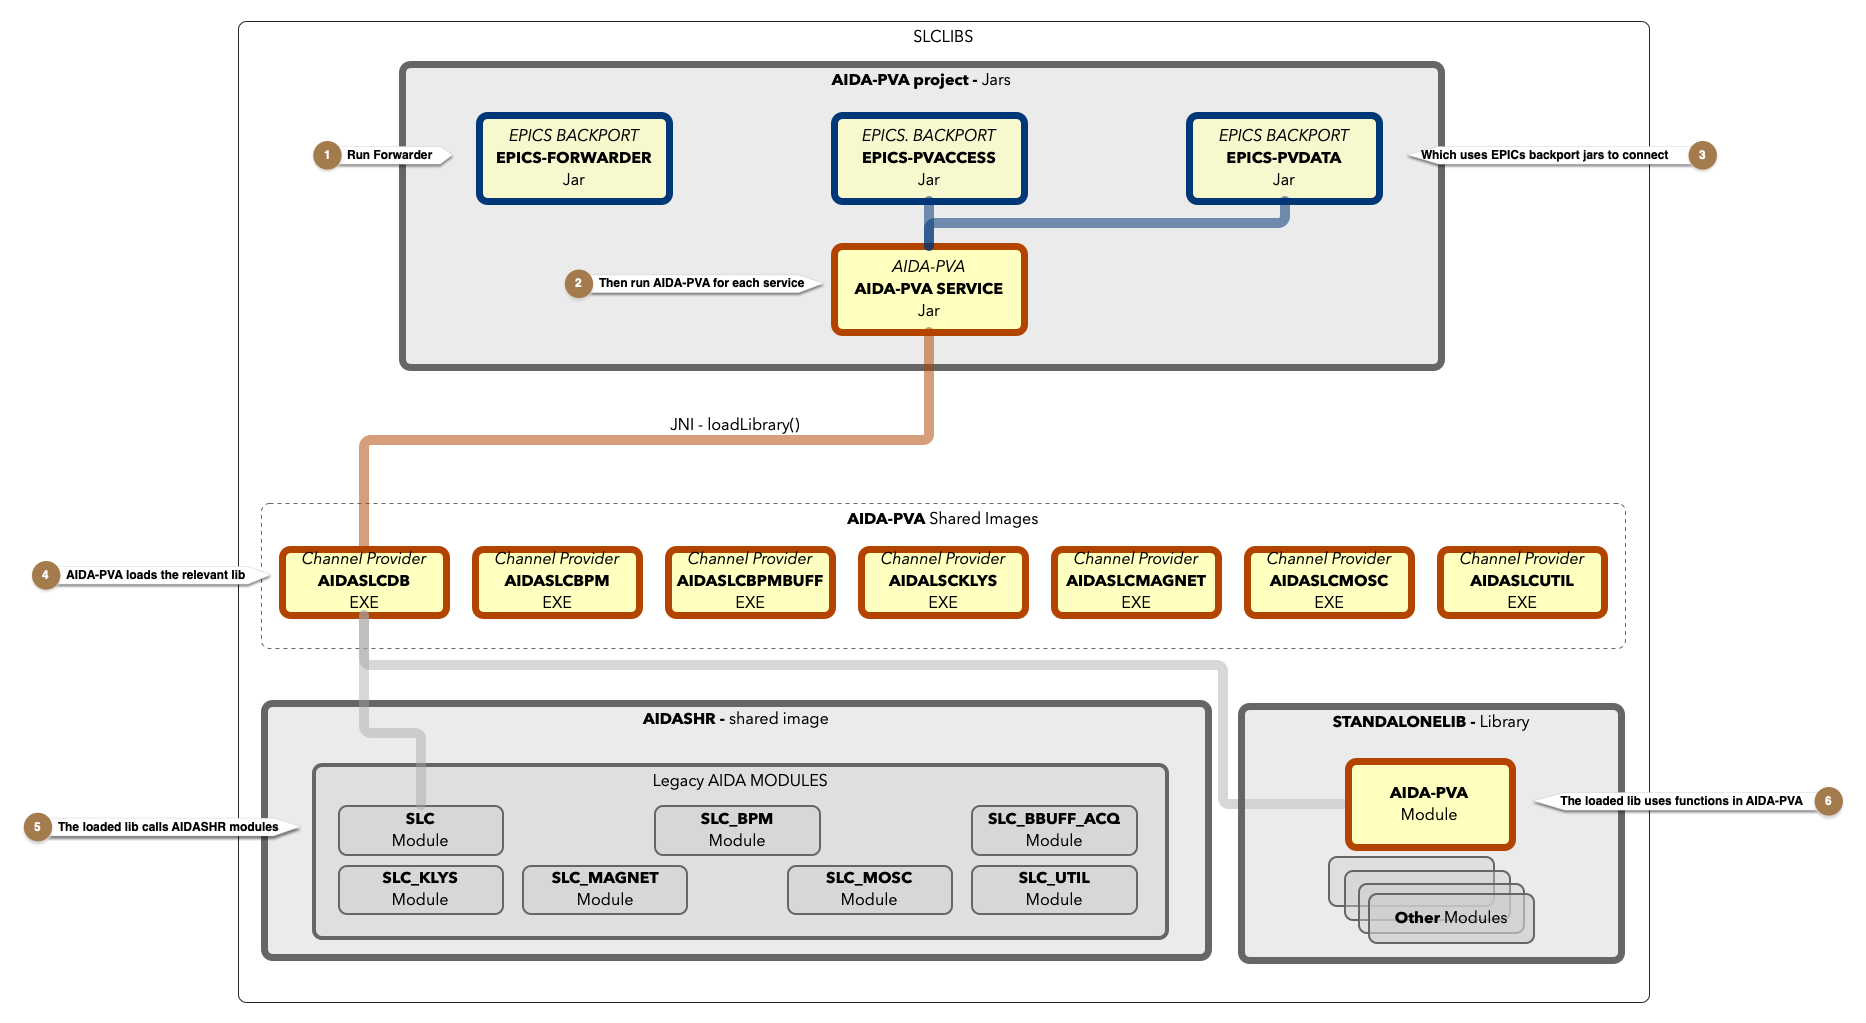 SLCLIBS
AIDA-PVA project - Jars
EPICS BACKPORT
EPICS-FORWARDER
Jar
EPICS. BACKPORT
EPICS-PVACCESS
Jar
EPICS BACKPORT
EPICS-PVDATA
Jar
1 Run Forwarder
Which uses EPICs backport jars to connect 3
AIDA-PVA
AIDA-PVA SERVICE
Jar
2 Then run AIDA-PVA for each service
JNI - loadLibrary()
AIDA-PVA Shared Images
4 AIDA-PVA loads the relevant lib
Channel Provider
AIDASLCDB
EXE
Channel Provider
AIDASLCBPM
EXE
Channel Provider
AIDASLCBPMBUFF
EXE
Channel Provider
AIDALSCKLYS
EXE
Channel Provider
AIDASLCMAGNET
EXE
Channel Provider
AIDASLCMOSC
EXE
Channel Provider
AIDASLCUTIL
EXE
AIDASHR - shared image
Legacy AIDA MODULES
5 The loaded lib calls AIDASHR modules
SLC
Module
SLC_BPM
Module
SLC_BBUFF_ACQ
Module
SLC_KLYS
Module
SLC_MAGNET
Module
SLC_MOSC
Module
SLC_UTIL
Module
STANDALONELIB - Library
AIDA-PVA
Module
The loaded lib uses functions in AIDA-PVA 6
Other Modules